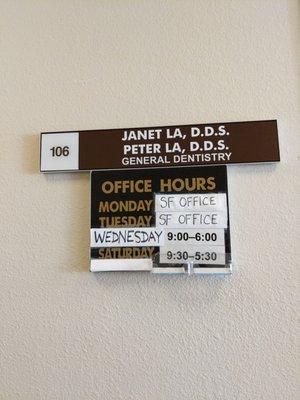 106
JANET LA, D.D.S.
PETER LA, D.D.S.
GENERAL DENTISTRY
OFFICE HOURS
MONDAY SF OFFICE
TUESDAY SF OFFICE
WEDNESDAY 9:00–6:00
SATURDAY 9:30–5:30